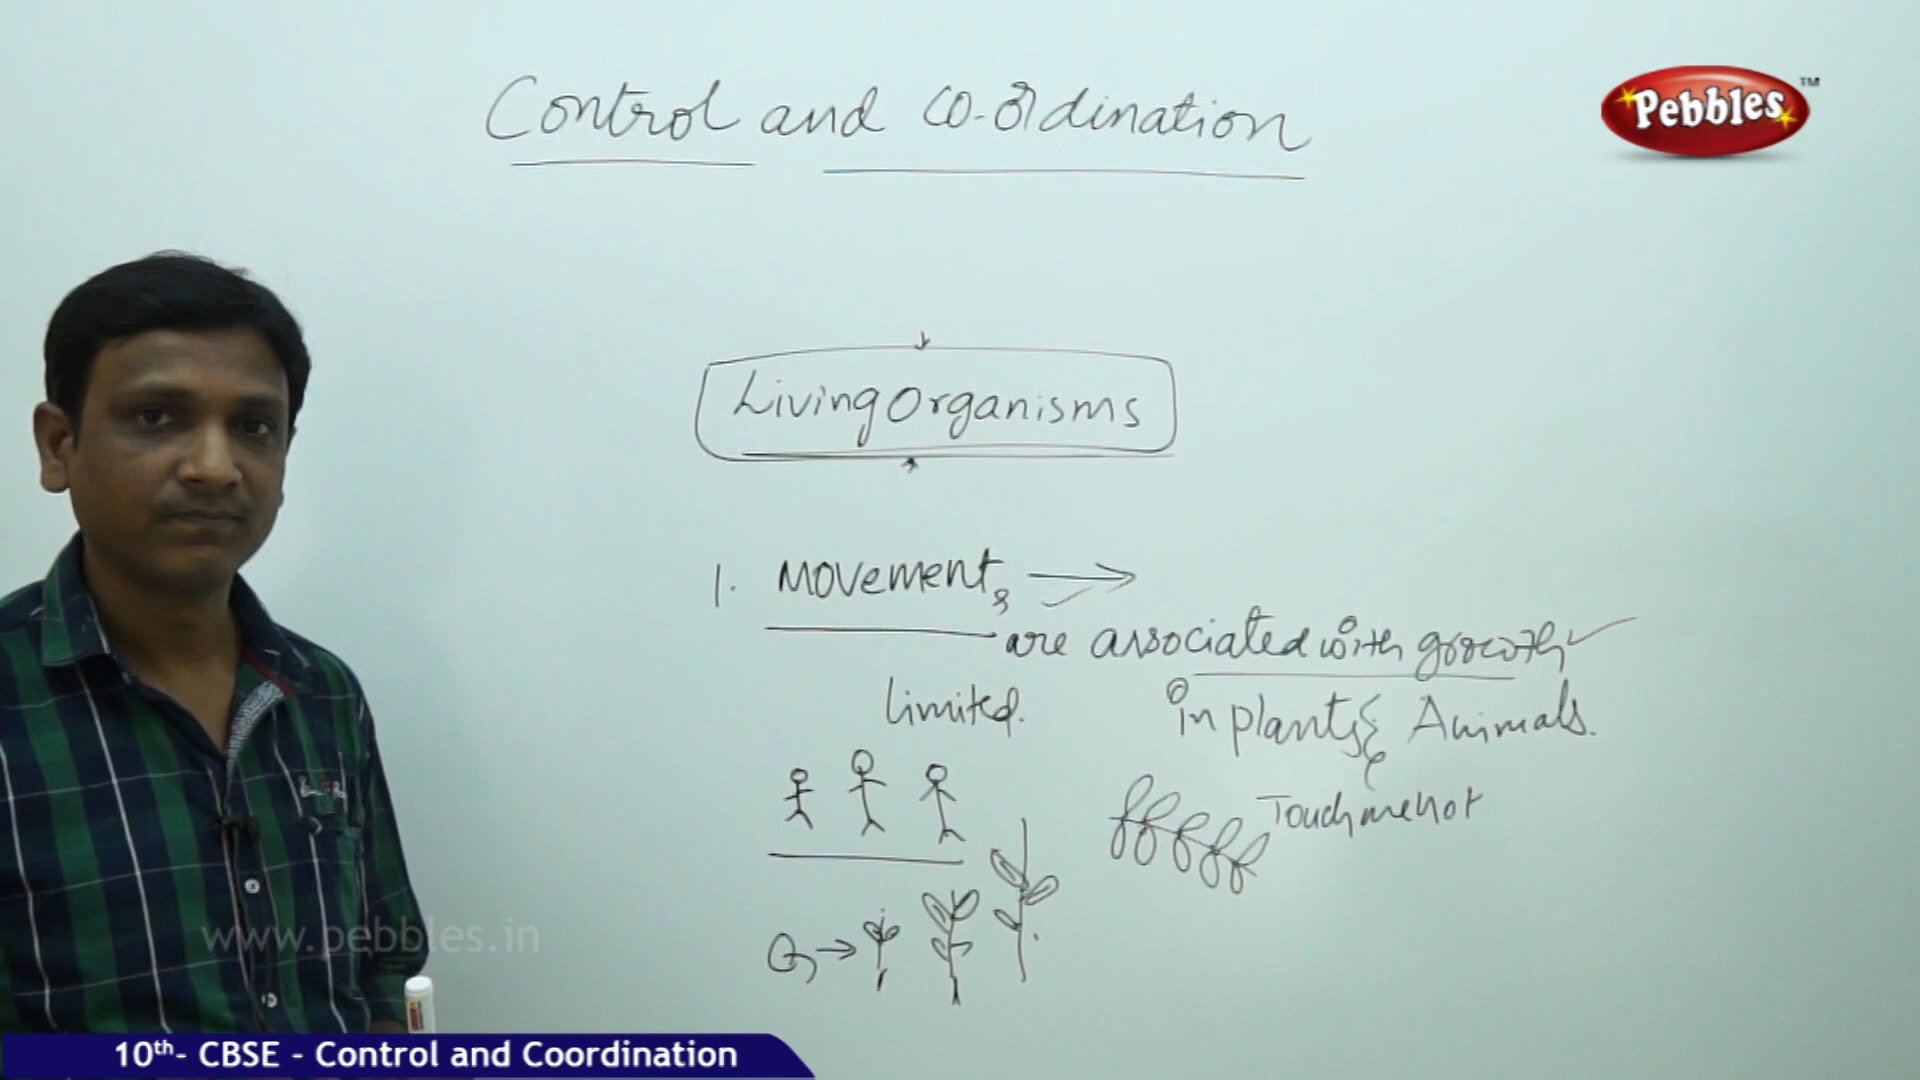 Control and co-ordination
Pebbles TM
Living Organisms
1. Movements →
are associated with growth
Limited.
in plants & Animals.
Touch me not
www.pebbles.in
10th- CBSE - Control and Coordination